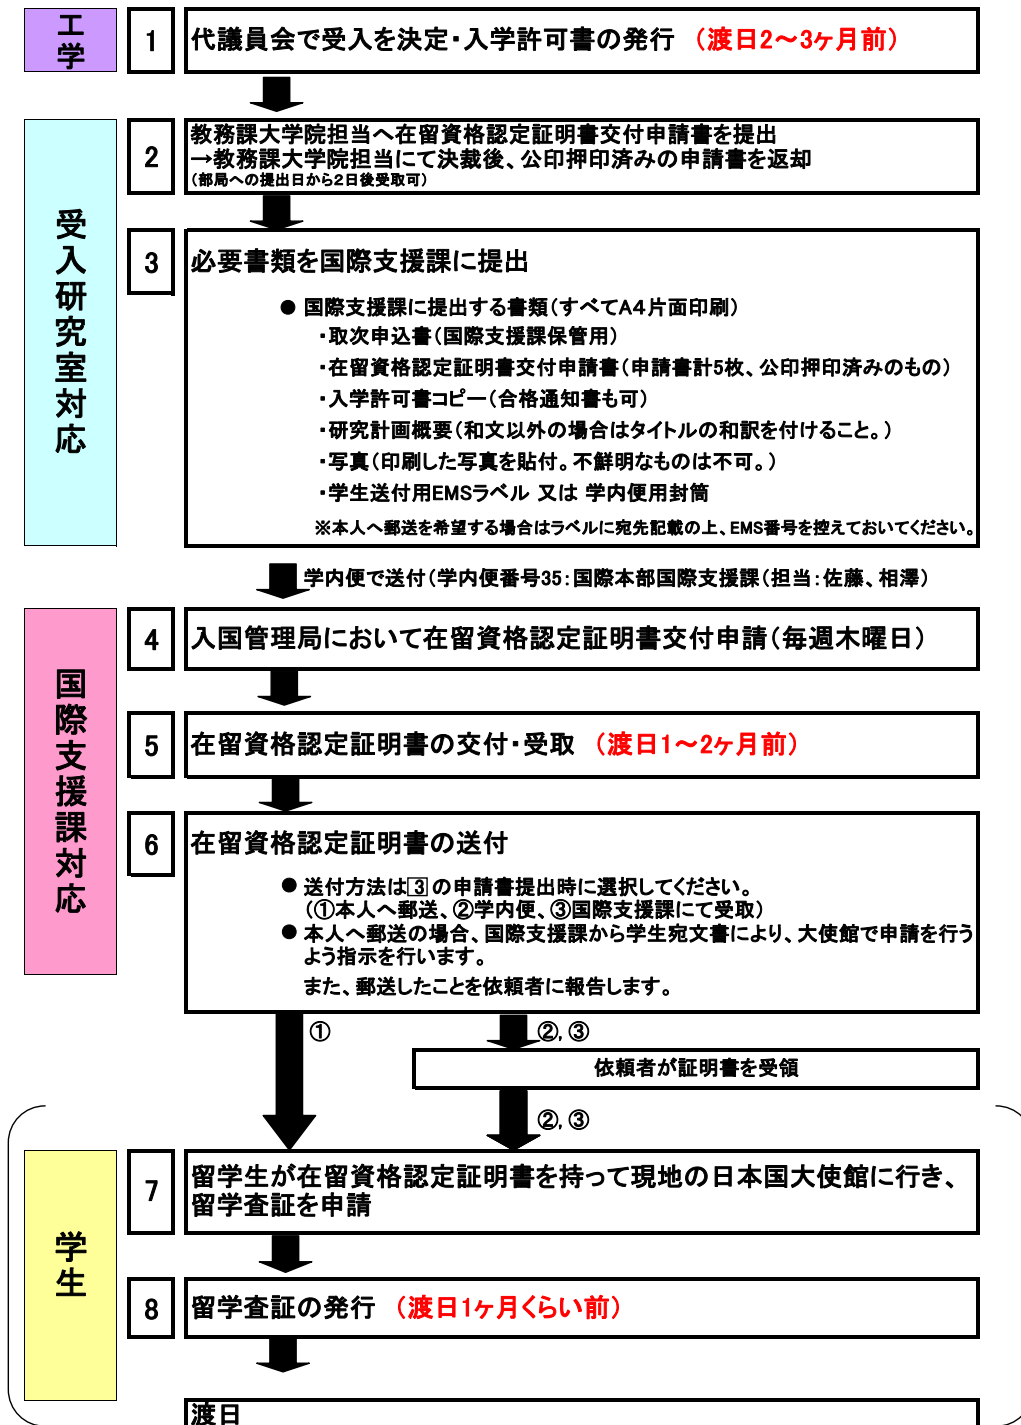 工学
1
代議員会で受入を決定・入学許可書の発行 (渡日2～3ヶ月前)
受入研究室対応
2
教務課大学院担当へ在留資格認定証明書交付申請書を提出
→教務課大学院担当にて決裁後、公印押印済みの申請書を返却
(部局への提出日から2日後受取可)
3
必要書類を国際支援課に提出
● 国際支援課に提出する書類(すべてA4片面印刷)
・取次申込書(国際支援課保管用)
・在留資格認定証明書交付申請書(申請書計5枚、公印押印済みのもの)
・入学許可書コピー(合格通知書も可)
・研究計画概要(和文以外の場合はタイトルの和訳を付けること。)
・写真(印刷した写真を貼付。不鮮明なものは不可。)
・学生送付用EMSラベル 又は 学内便用封筒
※本人へ郵送を希望する場合はラベルに宛先記載の上、EMS番号を控えておいてください。
学内便で送付(学内便番号35：国際本部国際支援課(担当：佐藤、相澤)
国際支援課対応
4
入国管理局において在留資格認定証明書交付申請(毎週木曜日)
5
在留資格認定証明書の交付・受取 (渡日1～2ヶ月前)
6
在留資格認定証明書の送付
● 送付方法は3の申請書提出時に選択してください。
(①本人へ郵送、②学内便、③国際支援課にて受取)
● 本人へ郵送の場合、国際支援課から学生宛文書により、大使館で申請を行う
よう指示を行います。
また、郵送したことを依頼者に報告します。
①
②, ③
依頼者が証明書を受領
②, ③
学生
7
留学生が在留資格認定証明書を持って現地の日本国大使館に行き、
留学査証を申請
8
留学査証の発行 (渡日1ヶ月くらい前)
渡日